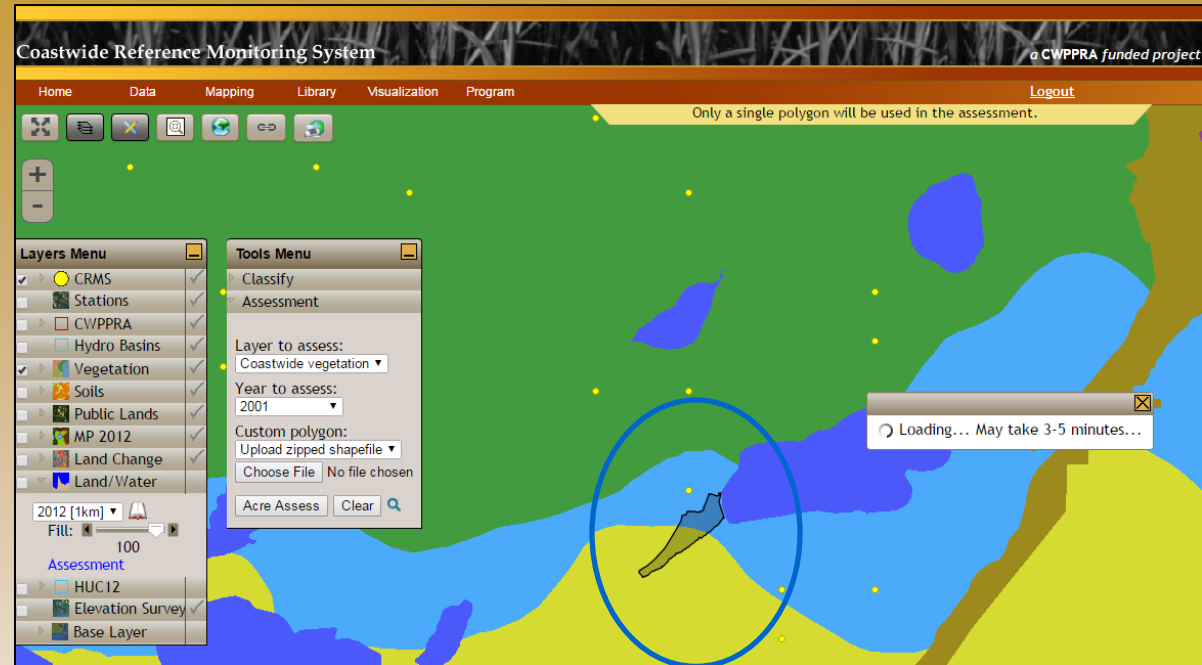 Coastwide Reference Monitoring System
a CWPPRA funded project
Home Data Mapping Library Visualization Program Logout
Only a single polygon will be used in the assessment.
+
-
Layers Menu
CRMS
Stations
CWPPRA
Hydro Basins
Vegetation
Soils
Public Lands
MP 2012
Land Change
Land/Water
2012 [1km]
Fill:
100
Assessment
HUC12
Elevation Survey
Base Layer
Tools Menu
Classify
Assessment
Layer to assess:
Coastwide vegetation
Year to assess:
2001
Custom polygon:
Upload zipped shapefile
Choose File No file chosen
Acre Assess Clear
Loading... May take 3-5 minutes...